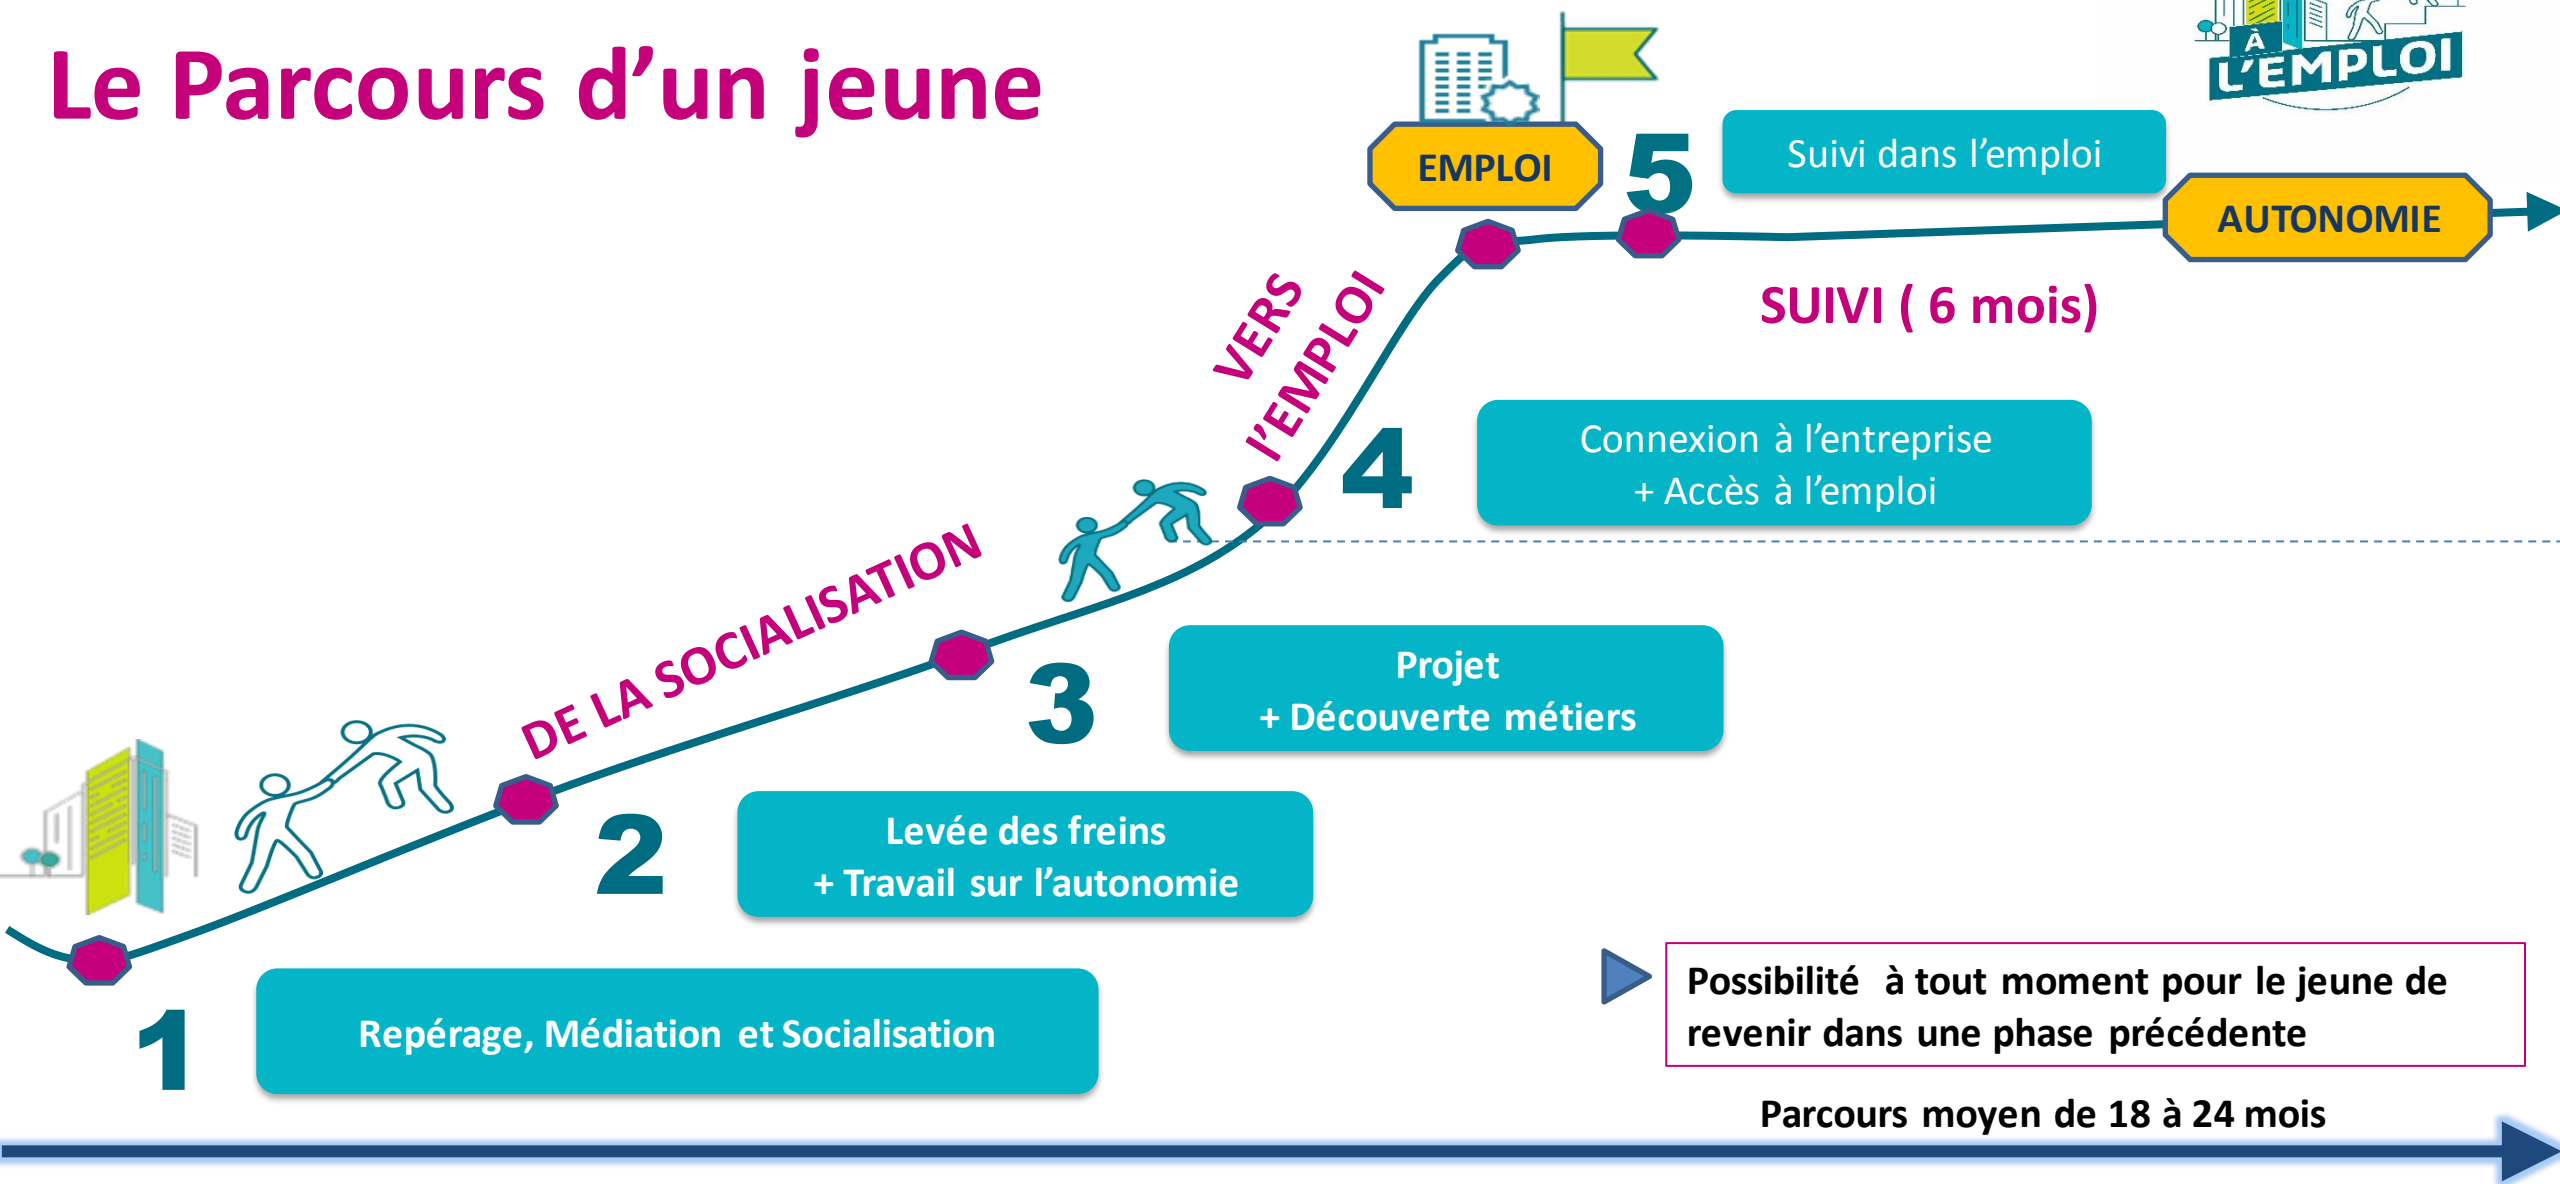 Le Parcours d’un jeune
À
L’EMPLOI
EMPLOI
5
Suivi dans l’emploi
AUTONOMIE
SUIVI ( 6 mois)
VERS
l’EMPLOI
4
Connexion à l’entreprise
+ Accès à l’emploi
DE LA SOCIALISATION
3
Projet
+ Découverte métiers
2
Levée des freins
+ Travail sur l’autonomie
1
Repérage, Médiation et Socialisation
Possibilité à tout moment pour le jeune de
revenir dans une phase précédente
Parcours moyen de 18 à 24 mois